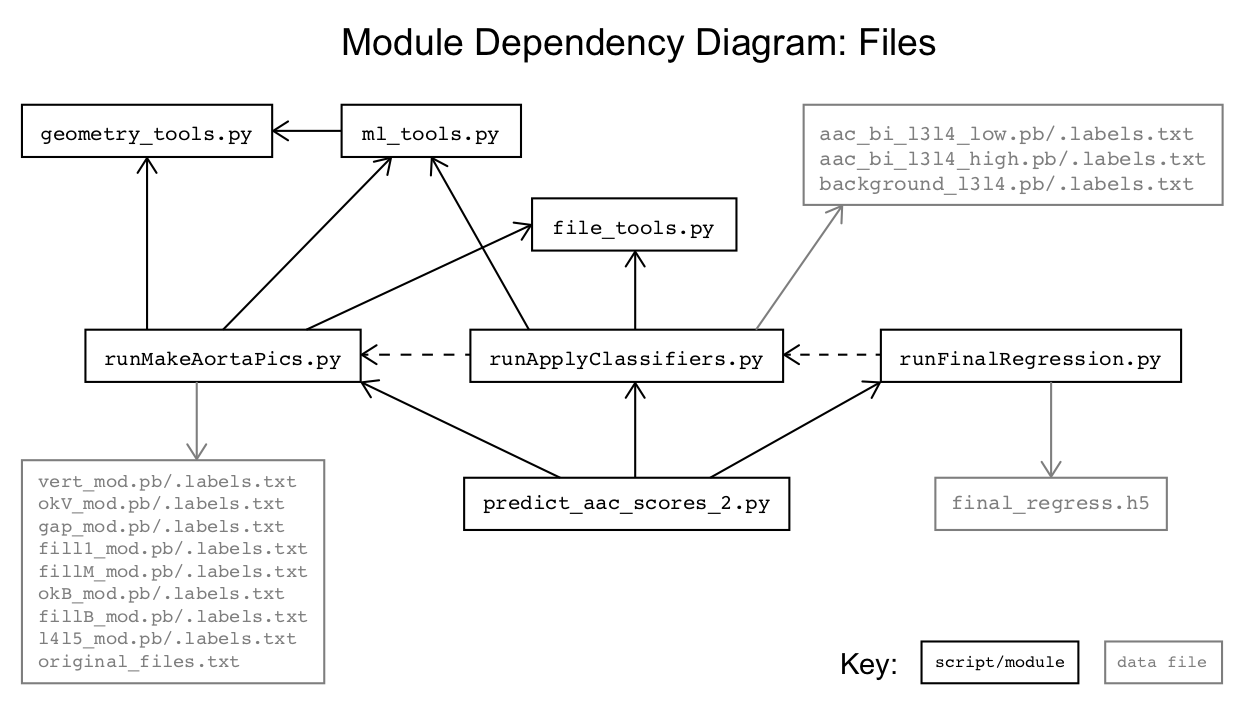 Module Dependency Diagram: Files
geometry_tools.py
ml_tools.py
aac_bi_l3l4_low.pb/.labels.txt
aac_bi_l3l4_high.pb/.labels.txt
background_l3l4.pb/.labels.txt
file_tools.py
runMakeAortaPics.py
runApplyClassifiers.py
runFinalRegression.py
vert_mod.pb/.labels.txt
okV_mod.pb/.labels.txt
gap_mod.pb/.labels.txt
fill1_mod.pb/.labels.txt
fillM_mod.pb/.labels.txt
okB_mod.pb/.labels.txt
fillB_mod.pb/.labels.txt
l4l5_mod.pb/.labels.txt
original_files.txt
predict_aac_scores_2.py
final_regress.h5
Key:
script/module
data file